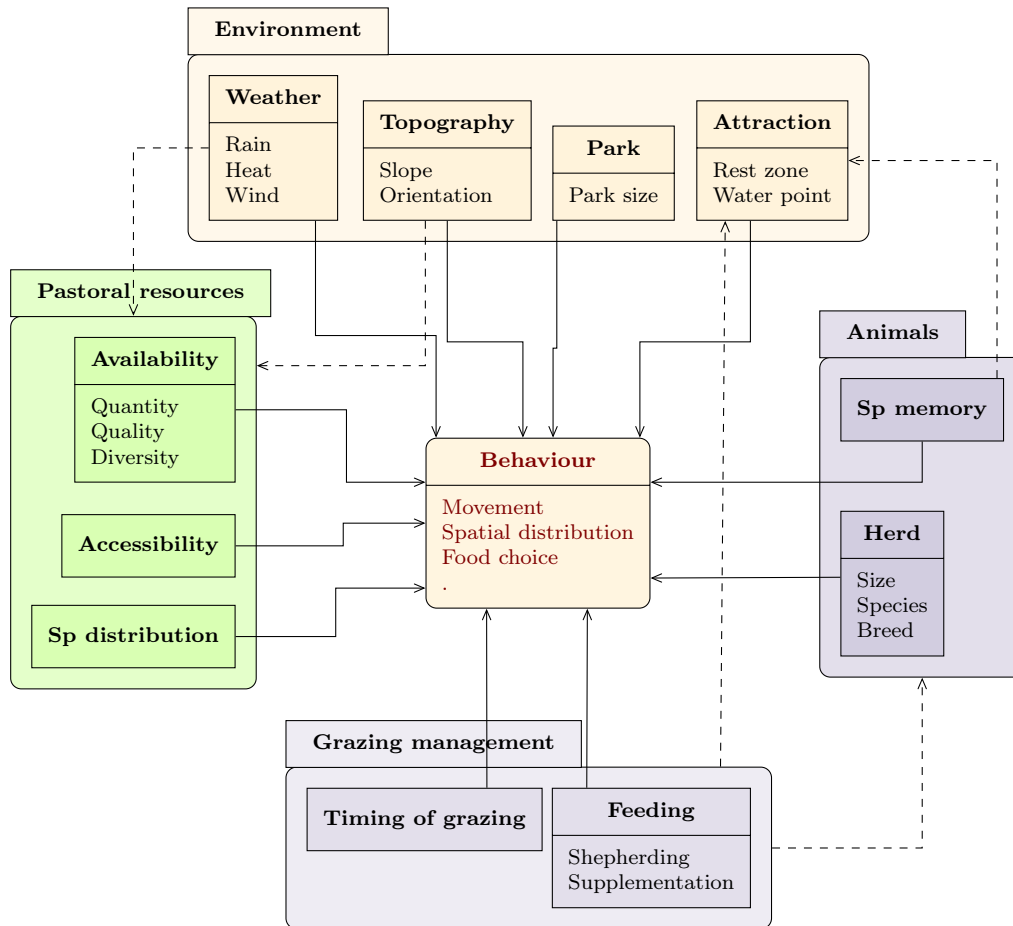 Environment
Weather
Rain
Heat
Wind
Topography
Slope
Orientation
Park
Park size
Attraction
Rest zone
Water point
Pastoral resources
Availability
Quantity
Quality
Diversity
Accessibility
Sp distribution
Behaviour
Movement
Spatial distribution
Food choice
.
Animals
Sp memory
Herd
Size
Species
Breed
Grazing management
Timing of grazing
Feeding
Shepherding
Supplementation